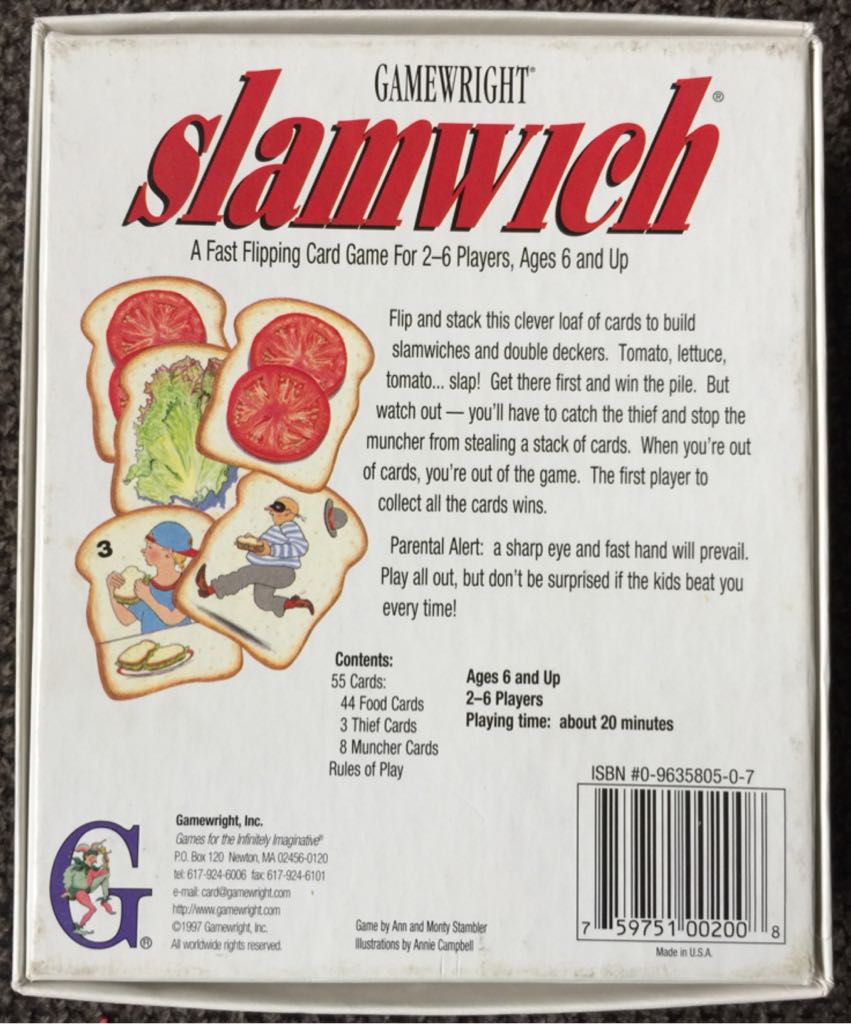 GAMEWRIGHT®
slamwich®
A Fast Flipping Card Game For 2–6 Players, Ages 6 and Up
Flip and stack this clever loaf of cards to build
slamwiches and double deckers. Tomato, lettuce,
tomato... slap! Get there first and win the pile. But
watch out — you'll have to catch the thief and stop the
muncher from stealing a stack of cards. When you're out
of cards, you're out of the game. The first player to
collect all the cards wins.
Parental Alert: a sharp eye and fast hand will prevail.
Play all out, but don't be surprised if the kids beat you
every time!
3
Contents:
55 Cards:
44 Food Cards
3 Thief Cards
8 Muncher Cards
Rules of Play
Ages 6 and Up
2–6 Players
Playing time: about 20 minutes
ISBN #0-9635805-0-7
7 59751 00200 8
Made in U.S.A.
G®
Gamewright, Inc.
Games for the Infinitely Imaginative®
P.O. Box 120 Newton, MA 02456-0120
tel: 617-924-6006 fax: 617-924-6101
e-mail: card@gamewright.com
http://www.gamewright.com
©1997 Gamewright, Inc.
All worldwide rights reserved.
Game by Ann and Monty Stambler
Illustrations by Annie Campbell